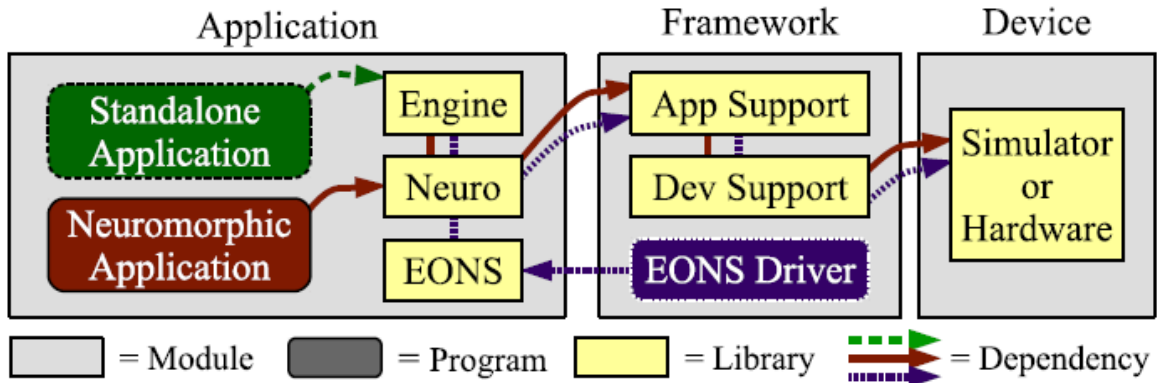 Application
Framework
Device
Standalone
Application
Engine
App Support
Simulator
or
Hardware
Neuromorphic
Application
Neuro
Dev Support
EONS
EONS Driver
= Module
= Program
= Library
= Dependency